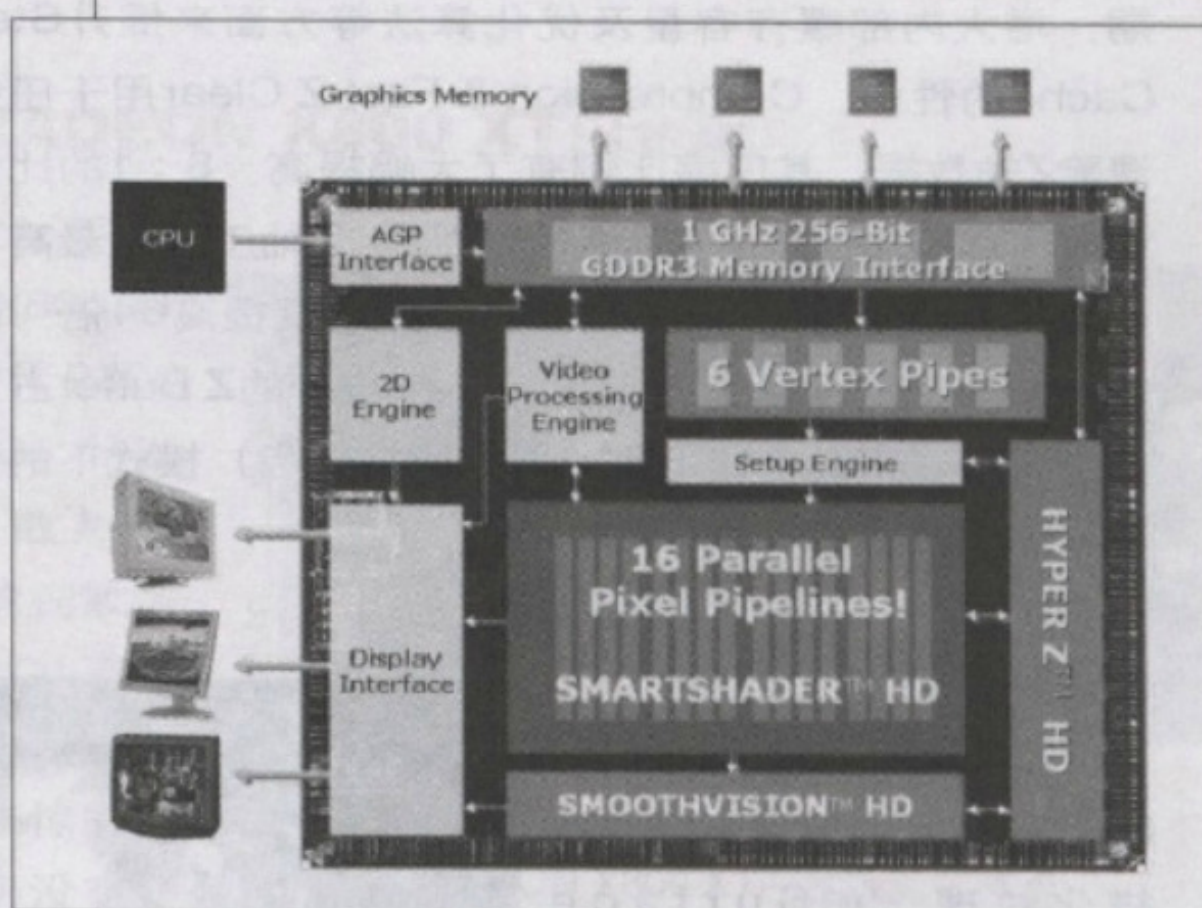 Graphics Memory
CPU
AGP
Interface
1 GHz 256-Bit
GDDR3 Memory Interface
2D
Engine
Video
Processing
Engine
6 Vertex Pipes
Setup Engine
16 Parallel
Pixel Pipelines!
SMARTSHADER™ HD
HYPER Z™ HD
Display
Interface
SMOOTHVISION™ HD